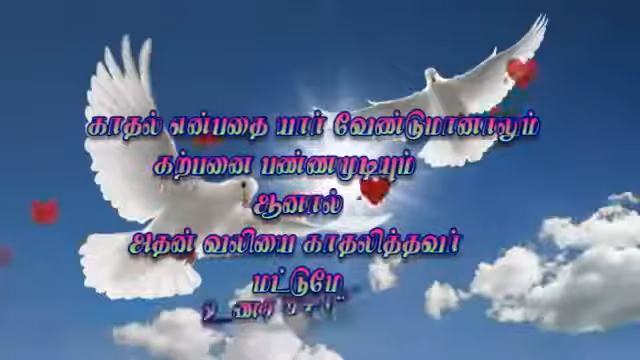 காதல் என்பதை யார் வேண்டுமானாலும்
கற்பனை பண்ணமுடியும்
ஆனால்
அதன் வலியை காதலித்தவர்
மட்டுமே